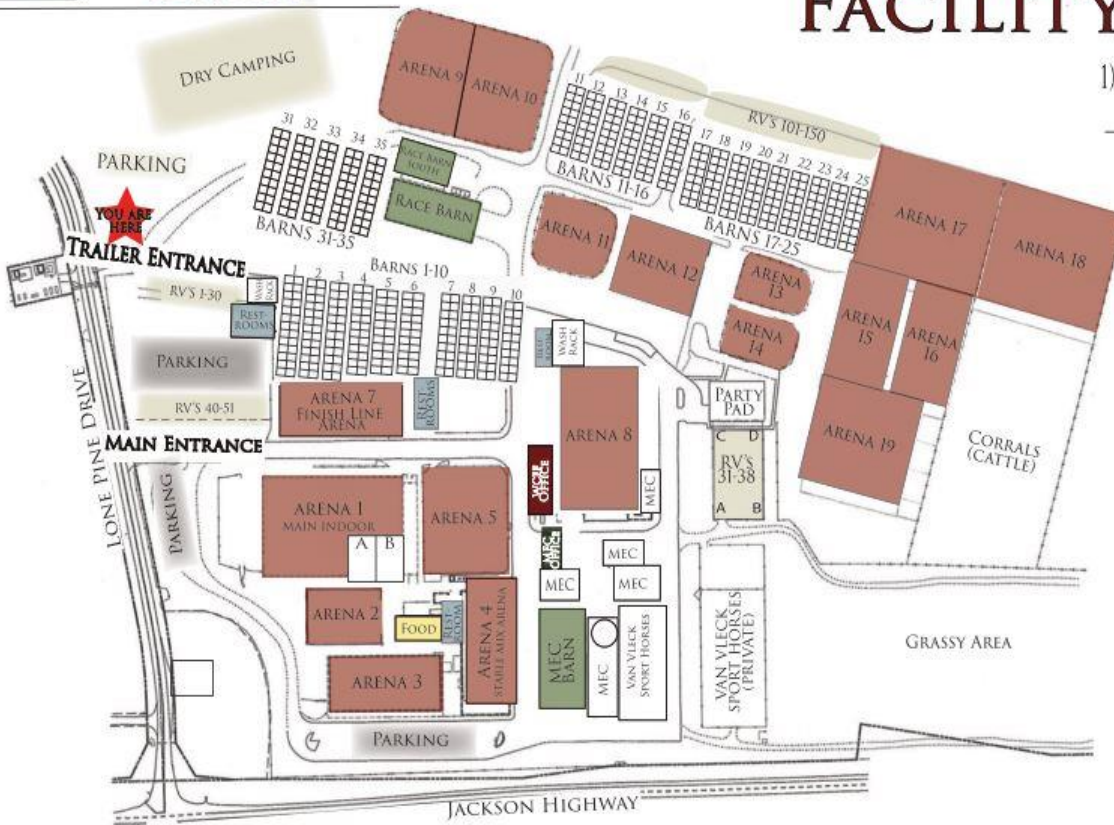 FACILITY
1)
DRY CAMPING
ARENA 9
ARENA 10
11
12
13
14
15
16
RV'S 101-150
17
18
19
20
21
22
23
24
25
31
32
33
34
35
RACE BARN
SOUTH
RACE BARN
BARNS 11-16
BARNS 17-25
PARKING
YOU ARE
HERE
BARNS 31-35
ARENA 11
ARENA 12
ARENA 17
ARENA 18
TRAILER ENTRANCE
BARNS 1-10
ARENA
13
RV'S 1-30
WASH
RACK
1
2
3
4
5
6
7
8
9
10
REST-
ROOMS
REST
ROOM
WASH
RACK
ARENA
14
ARENA
15
ARENA
16
PARKING
LONE PINE DRIVE
RV'S 40-51
ARENA 7
FINISH LINE
ARENA
REST-
ROOMS
ARENA 8
PARTY
PAD
ARENA 19
CORRALS
(CATTLE)
MAIN ENTRANCE
C
D
RV'S
31-38
A
B
PARKING
WCEF
OFFICE
MEC
ARENA 1
MAIN INDOOR
A
B
ARENA 5
MEC
OFFICE
MEC
MEC
MEC
ARENA 2
FOOD
REST
ROOM
ARENA 4
STABLE MIX ARENA
MEC
BARN
MEC
VAN VLECK
SPORT HORSES
VAN VLECK
SPORT HORSES
(PRIVATE)
GRASSY AREA
ARENA 3
PARKING
JACKSON HIGHWAY